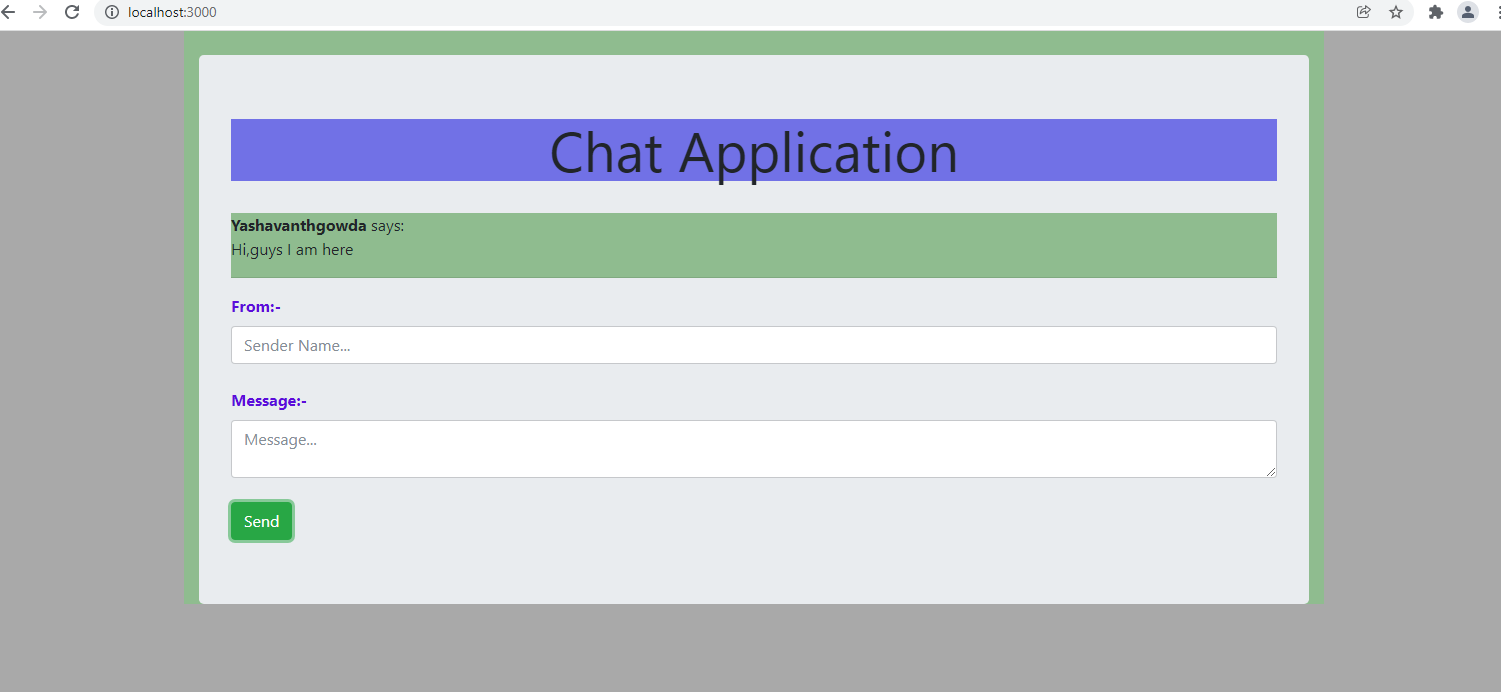 localhost:3000
Chat Application
Yashavanthgowda says:
Hi,guys I am here
From:-
Sender Name...
Message:-
Message...
Send